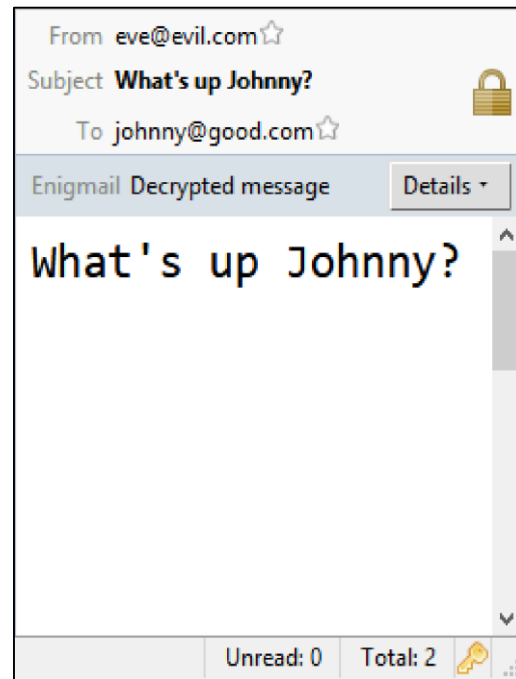 From eve@evil.com
Subject What's up Johnny?
To johnny@good.com
Enigmail Decrypted message Details
What's up Johnny?
Unread: 0 Total: 2